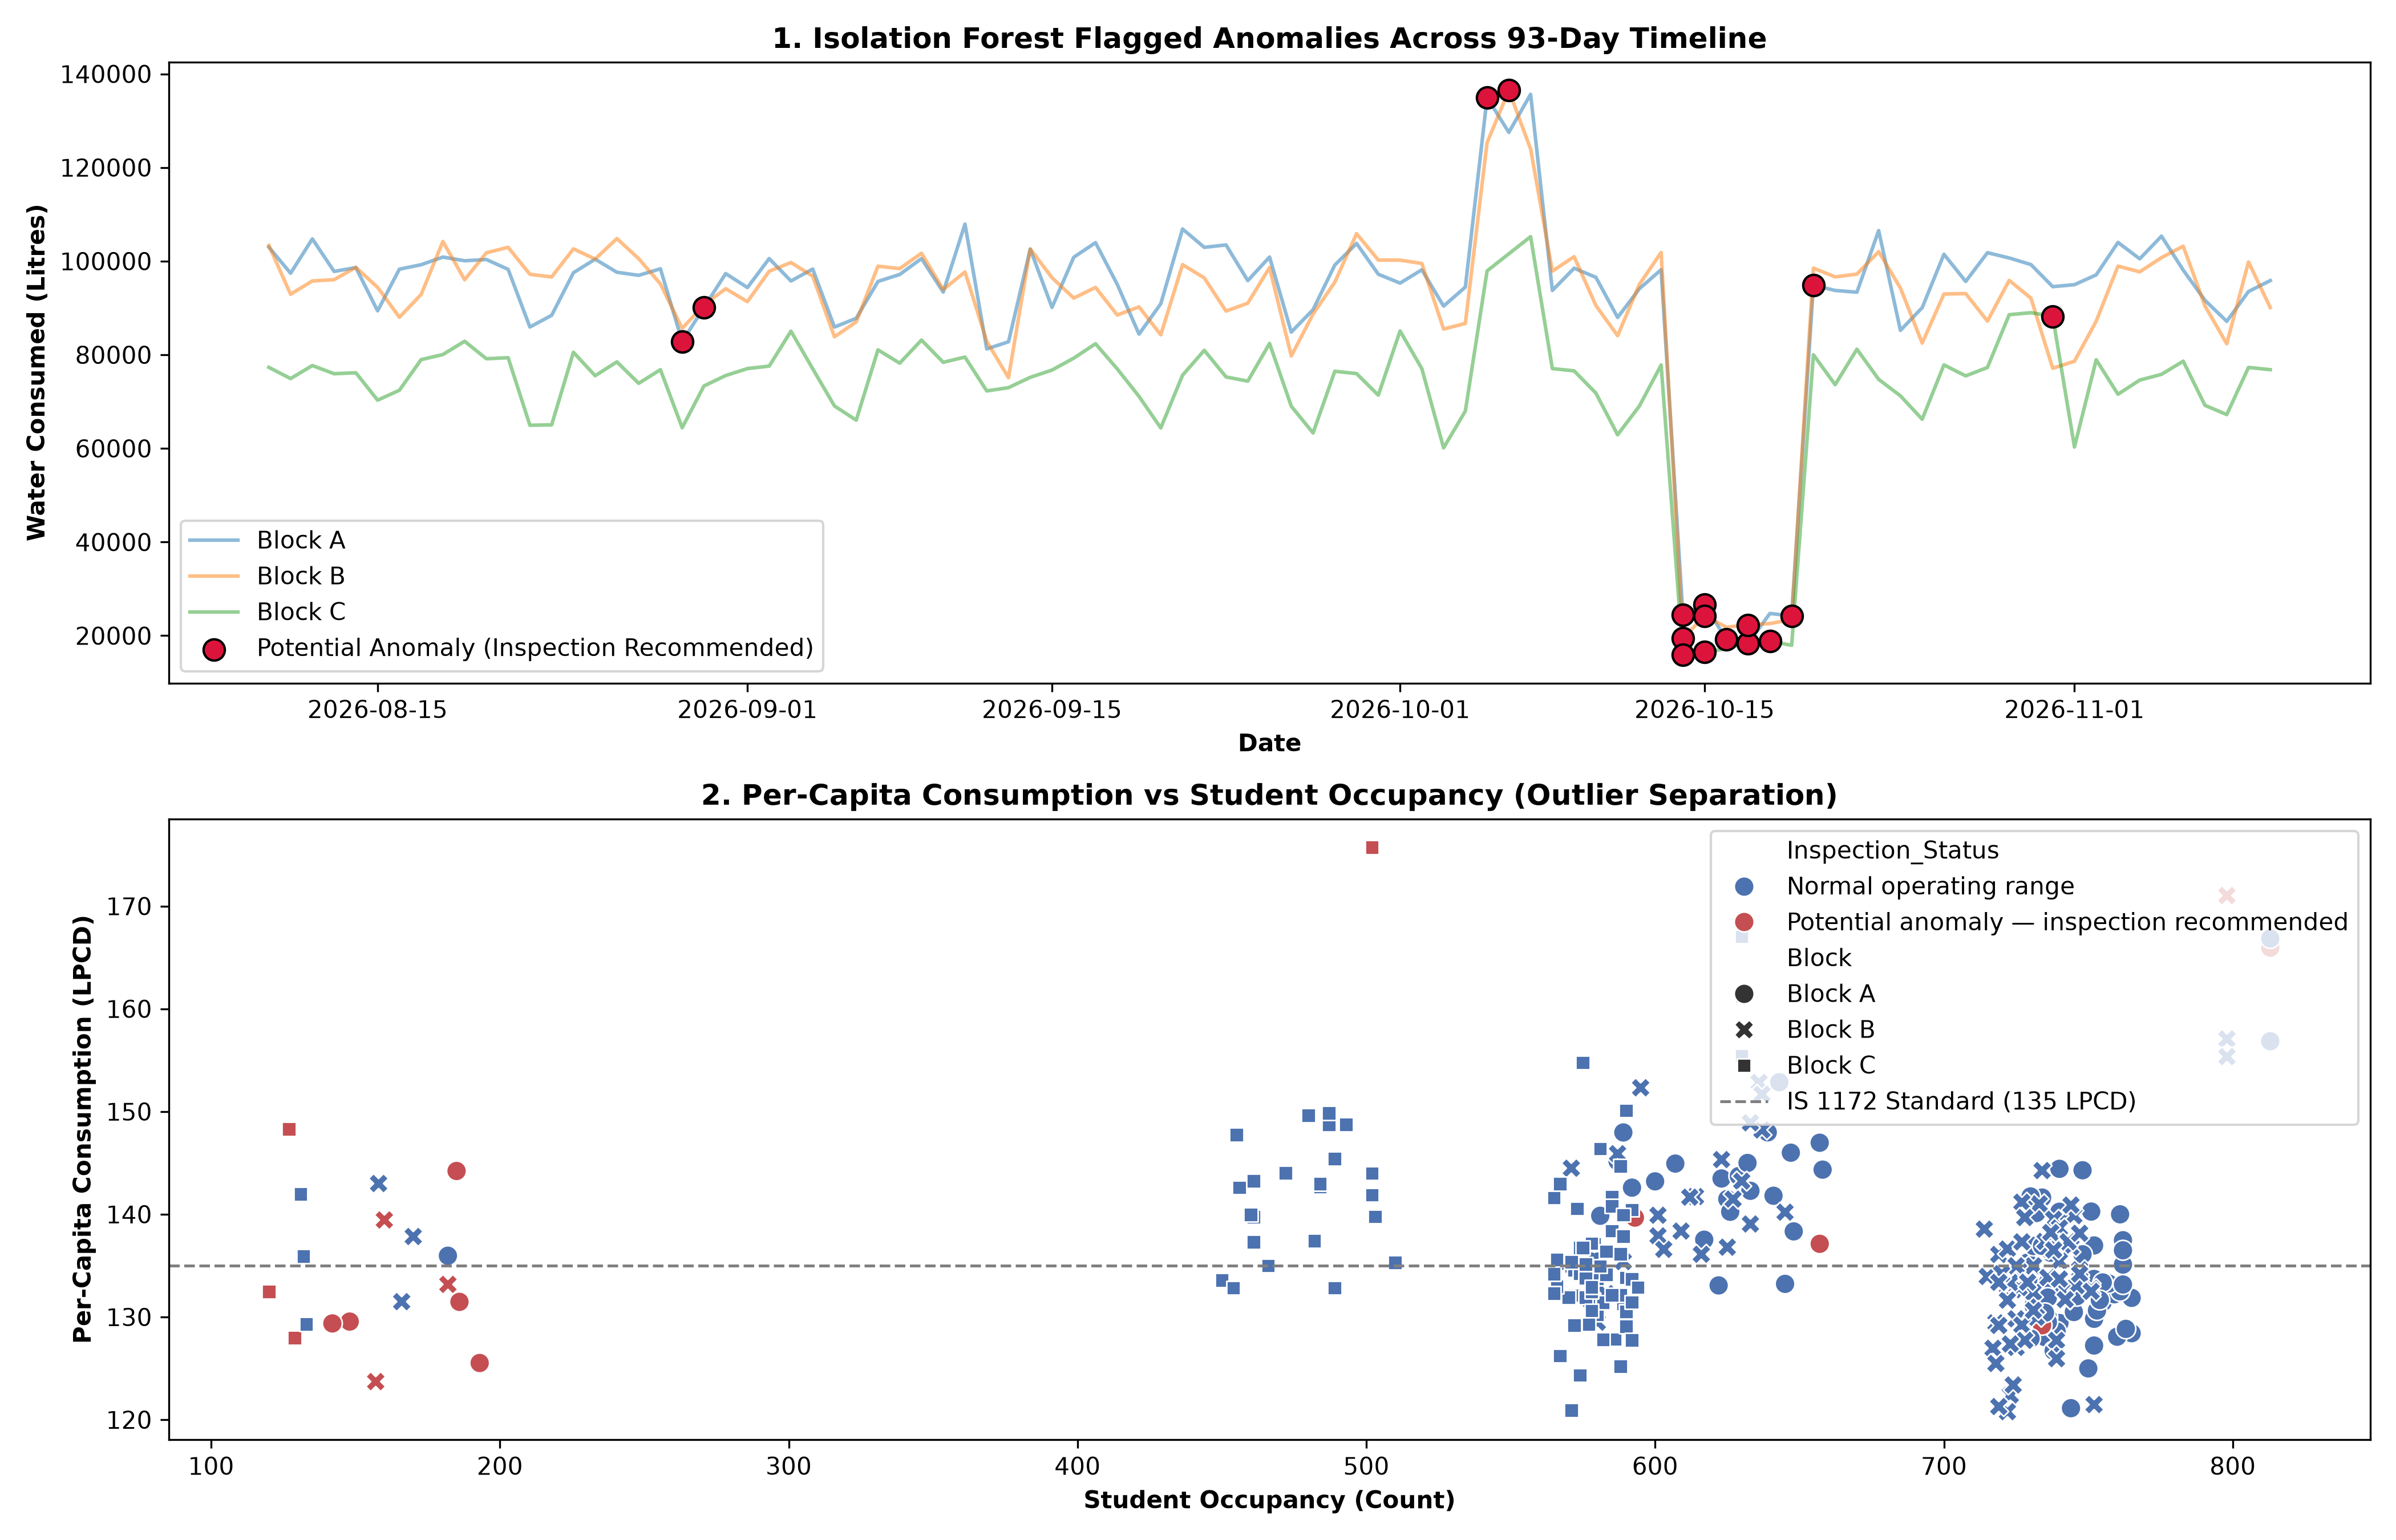 1. Isolation Forest Flagged Anomalies Across 93-Day Timeline
Water Consumed (Litres)
140000
120000
100000
80000
60000
40000
20000
Block A
Block B
Block C
Potential Anomaly (Inspection Recommended)
2026-08-15
2026-09-01
2026-09-15
2026-10-01
2026-10-15
2026-11-01
Date
2. Per-Capita Consumption vs Student Occupancy (Outlier Separation)
Per-Capita Consumption (LPCD)
170
160
150
140
130
120
Inspection_Status
Normal operating range
Potential anomaly — inspection recommended
Block
Block A
Block B
Block C
IS 1172 Standard (135 LPCD)
100
200
300
400
500
600
700
800
Student Occupancy (Count)